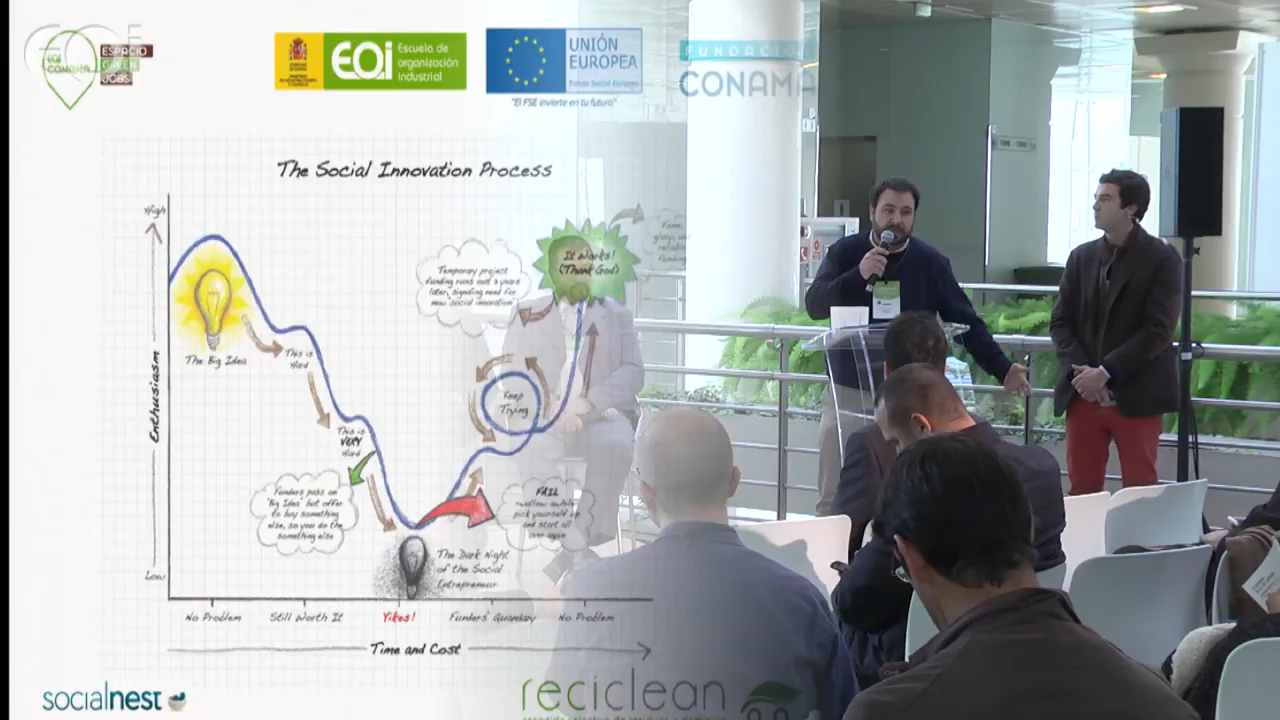 EOI
CONAMA
ESPACIO
GREEN
JOBS
EOi
Escuela de
organización
industrial
UNIÓN
EUROPEA
Fondo Social Europeo
"El FSE invierte en tu futuro"
FUNDACIÓN
CONAMA
The Social Innovation Process
High
Enthusiasm
Low
The Big Idea
This is
Hard
This is
VERY
Hard
Funders pass on
"Big Idea" but offer
to buy something
else, so you do the
something else
Temporary project
funding runs out 3 years
later, signaling need for
new "social innovation"
It Works!
(Thank God)
Keep
Trying
FAIL
-wallow awhile
pick yourself up
and start all
over again
The Dark Night
of the Social
Entrepreneur
No Problem
Still Worth It
Yikes!
Funders' Quandary
No Problem
Time and Cost
socialnest
reciclean